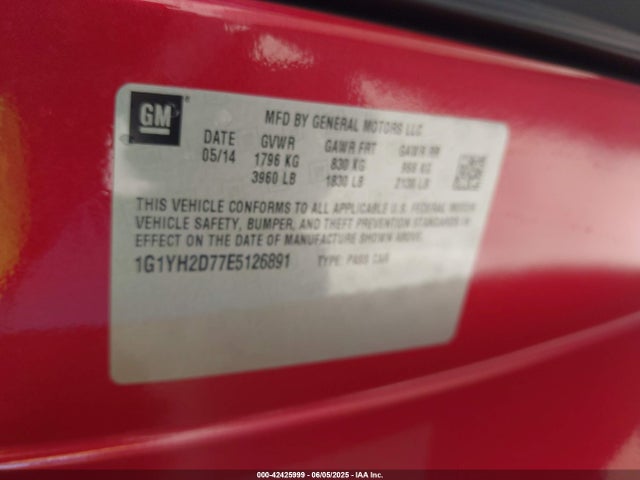 GM®
MFD BY GENERAL MOTORS LLC
DATE GVWR GAWR FRT GAWR RR
05/14 1796 KG 830 KG 966 KG
3960 LB 1830 LB 2130 LB
THIS VEHICLE CONFORMS TO ALL APPLICABLE U.S. FEDERAL MOTOR
VEHICLE SAFETY, BUMPER, AND THEFT PREVENTION STANDARDS IN
EFFECT ON THE DATE OF MANUFACTURE SHOWN ABOVE.
1G1YH2D77E5126891 TYPE: PASS CAR
000-42425999 - 06/05/2025 - IAA Inc.